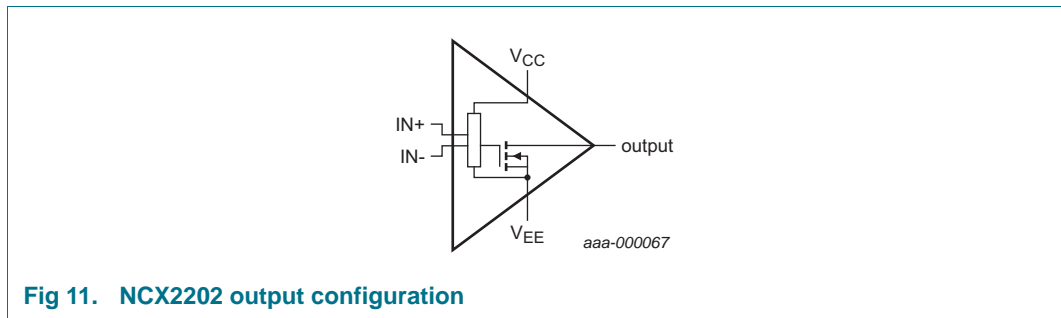 VCC
IN+
IN-
output
VEE
aaa-000067
Fig 11. NCX2202 output configuration